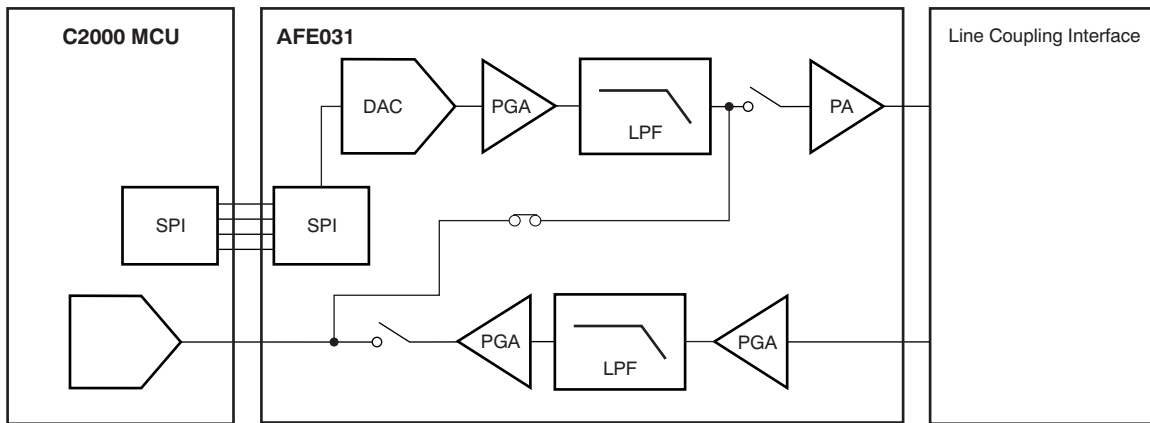 C2000 MCU
AFE031
Line Coupling Interface
DAC
PGA
LPF
PA
SPI
SPI
PGA
LPF
PGA